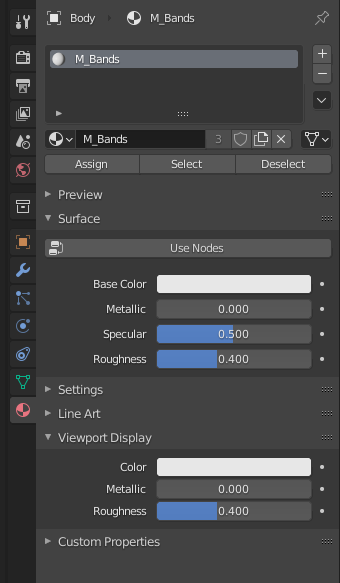 Body M_Bands
M_Bands
M_Bands 3
Assign Select Deselect
Preview
Surface
Use Nodes
Base Color
Metallic 0.000
Specular 0.500
Roughness 0.400
Settings
Line Art
Viewport Display
Color
Metallic 0.000
Roughness 0.400
Custom Properties